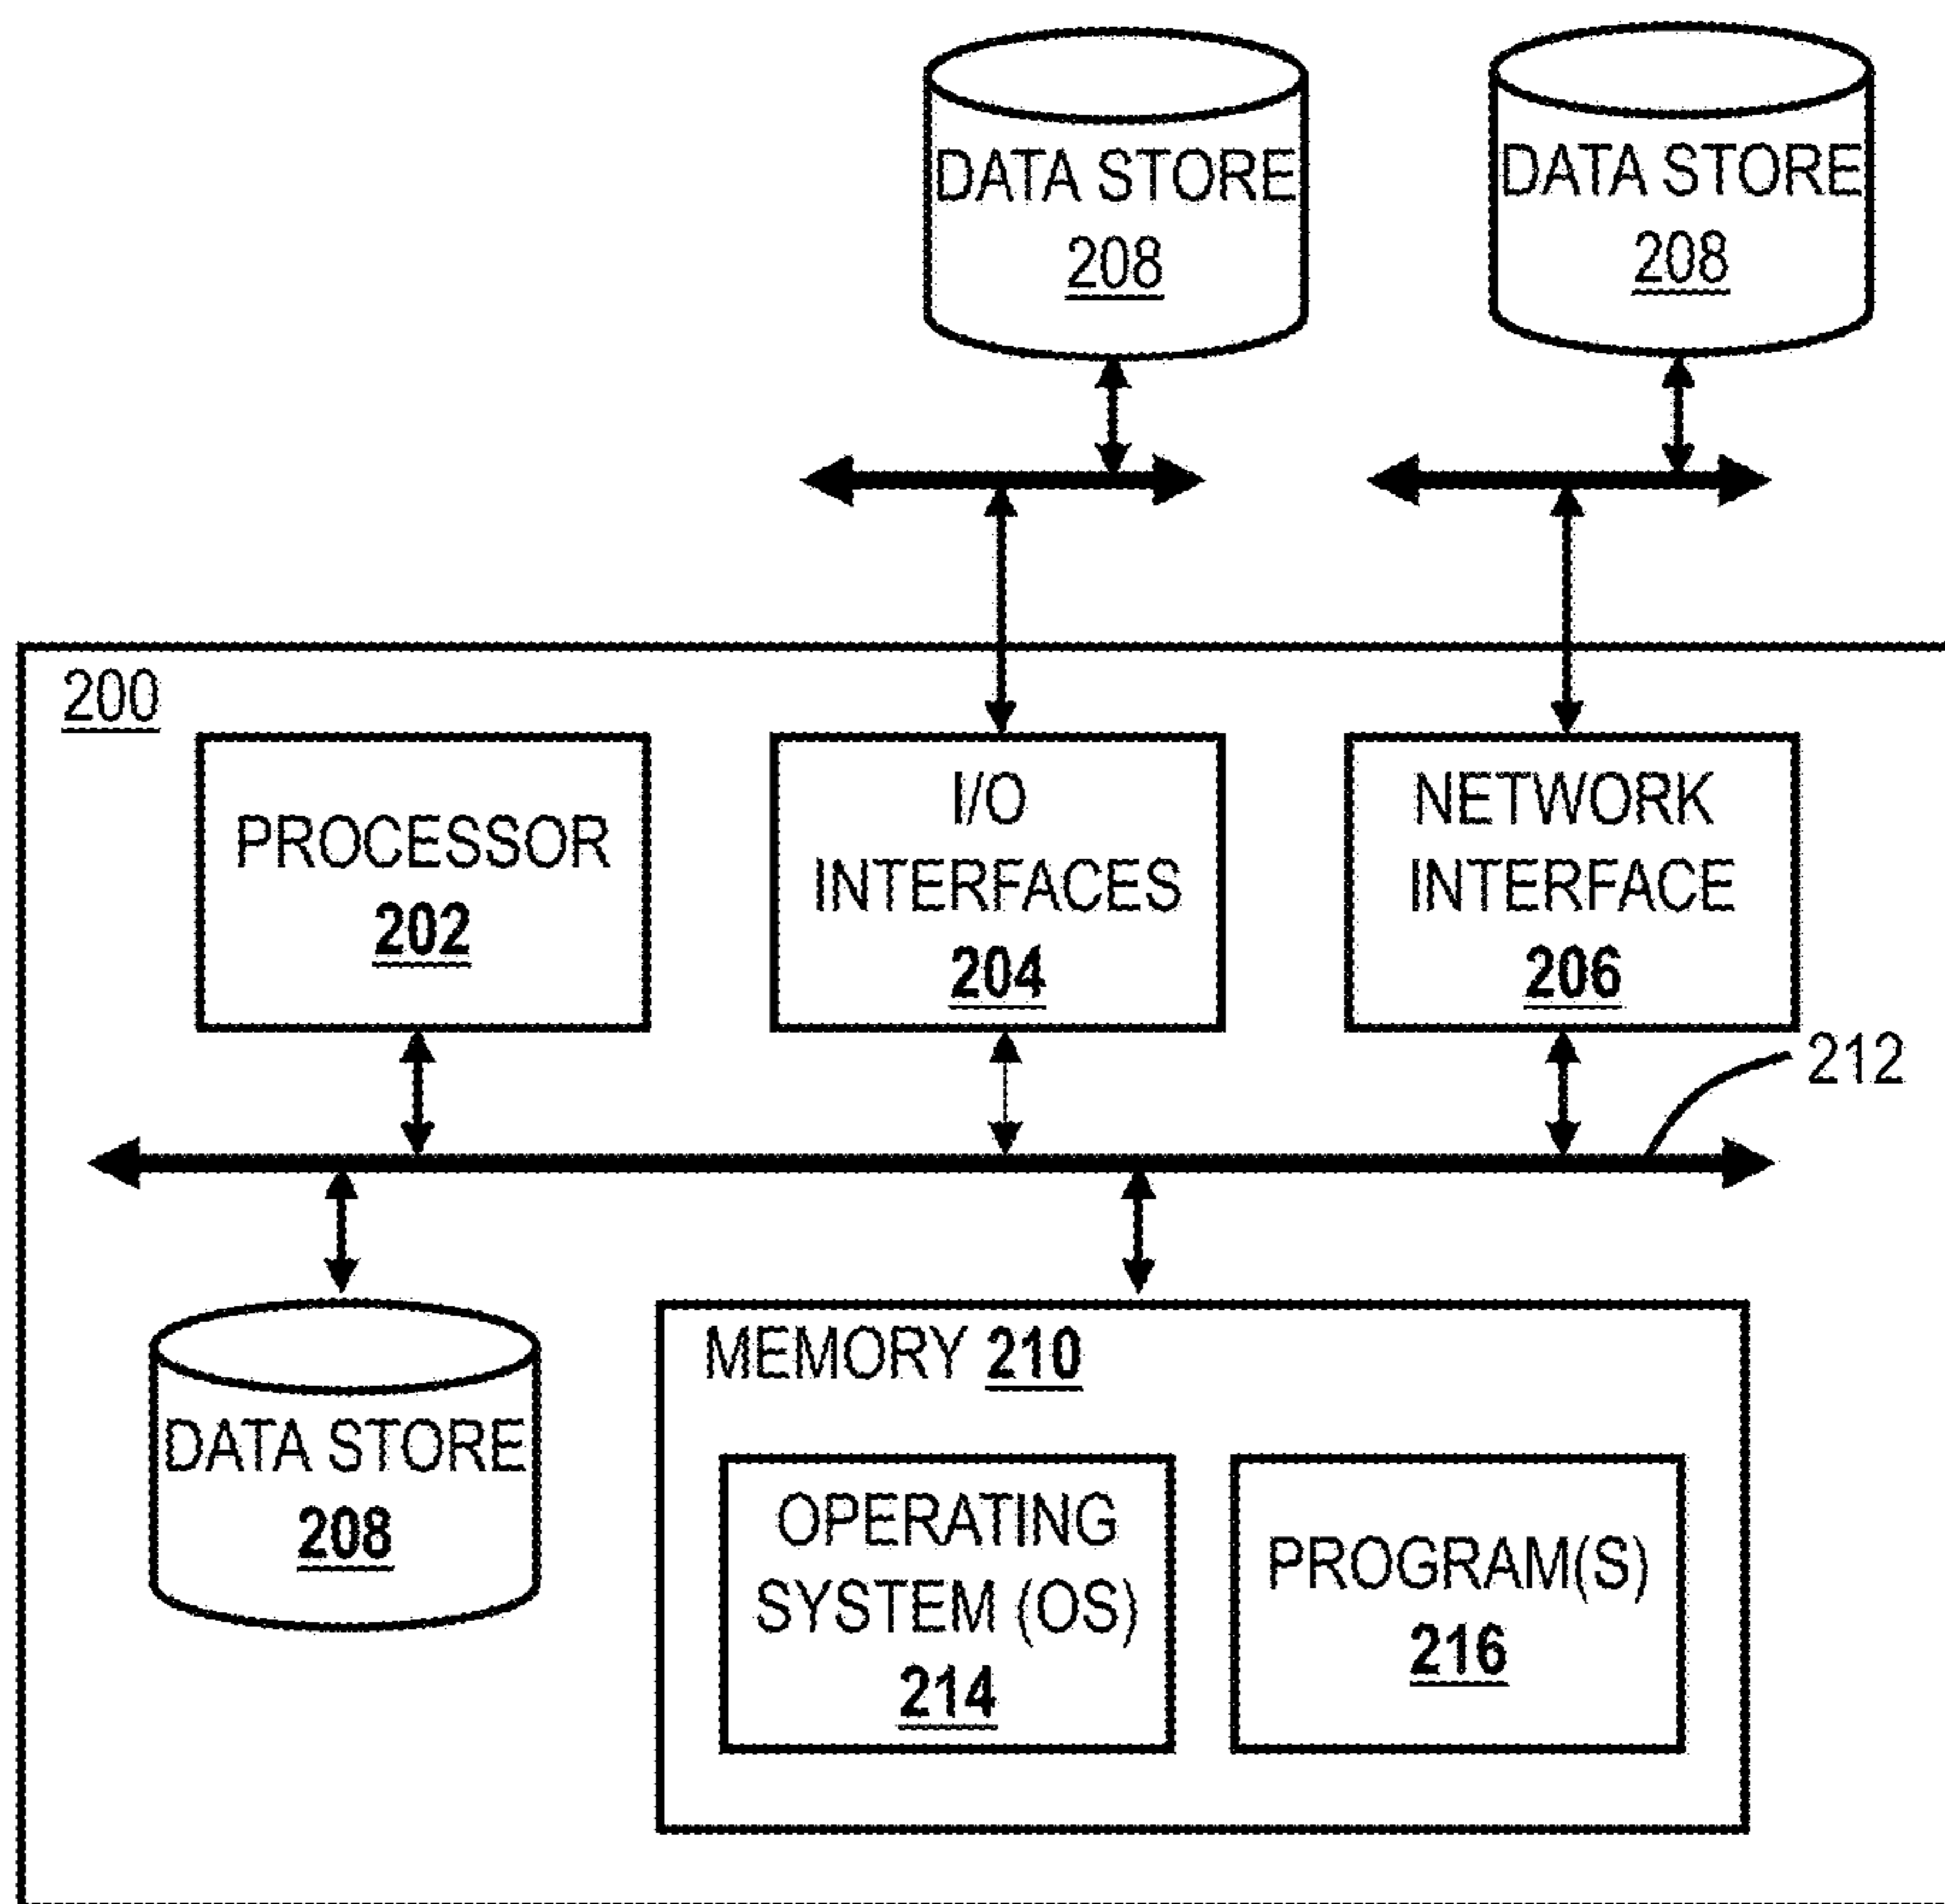 DATA STORE
208
DATA STORE
208
200
PROCESSOR
202
I/O
INTERFACES
204
NETWORK
INTERFACE
206
212
DATA STORE
208
MEMORY 210
OPERATING
SYSTEM (OS)
214
PROGRAM(S)
216